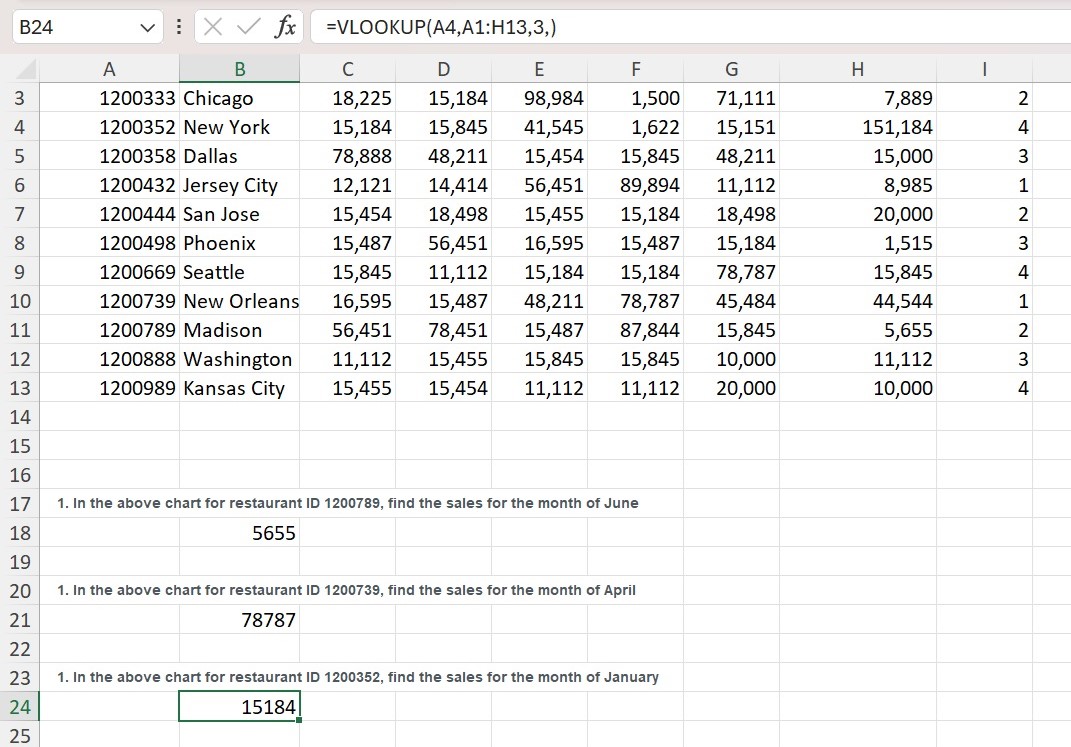 B24 fx =VLOOKUP(A4,A1:H13,3,)
A B C D E F G H I
3 1200333 Chicago 18,225 15,184 98,984 1,500 71,111 7,889 2
4 1200352 New York 15,184 15,845 41,545 1,622 15,151 151,184 4
5 1200358 Dallas 78,888 48,211 15,454 15,845 48,211 15,000 3
6 1200432 Jersey City 12,121 14,414 56,451 89,894 11,112 8,985 1
7 1200444 San Jose 15,454 18,498 15,455 15,184 18,498 20,000 2
8 1200498 Phoenix 15,487 56,451 16,595 15,487 15,184 1,515 3
9 1200669 Seattle 15,845 11,112 15,184 15,184 78,787 15,845 4
10 1200739 New Orleans 16,595 15,487 48,211 78,787 45,484 44,544 1
11 1200789 Madison 56,451 78,451 15,487 87,844 15,845 5,655 2
12 1200888 Washington 11,112 15,455 15,845 15,845 10,000 11,112 3
13 1200989 Kansas City 15,455 15,454 11,112 11,112 20,000 10,000 4
14
15
16
17 1. In the above chart for restaurant ID 1200789, find the sales for the month of June
18 5655
19
20 1. In the above chart for restaurant ID 1200739, find the sales for the month of April
21 78787
22
23 1. In the above chart for restaurant ID 1200352, find the sales for the month of January
24 15184
25